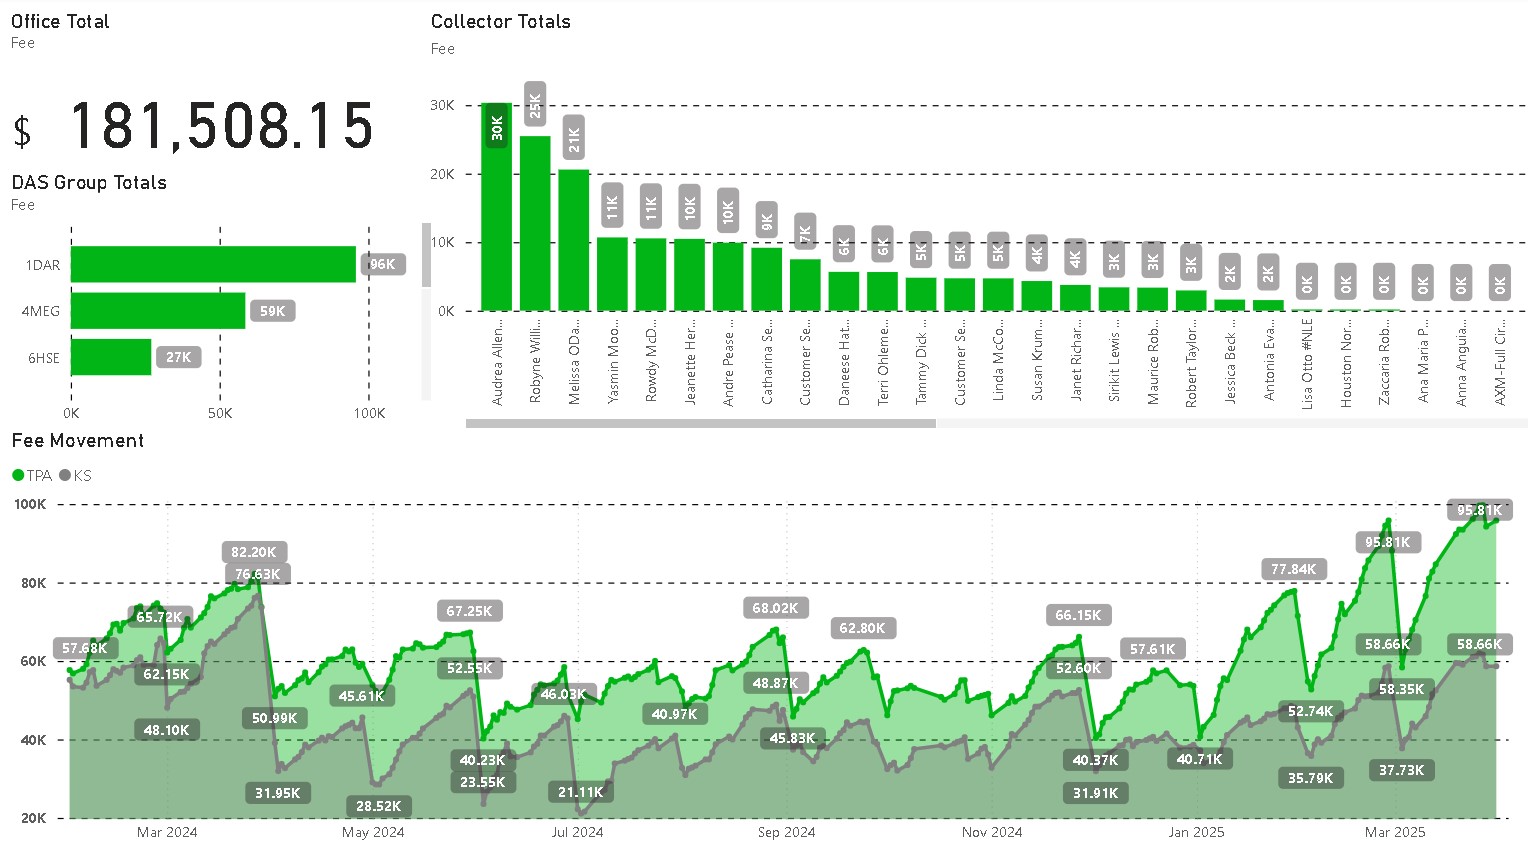 Office Total
Fee
$ 181,508.15
DAS Group Totals
Fee
1DAR
96K
4MEG
59K
6HSE
27K
0K 50K 100K
Collector Totals
Fee
30K
20K
10K
0K
30K 25K 21K 11K 11K 10K 10K 9K 7K 6K 6K 5K 5K 5K 4K 4K 3K 3K 3K 2K 2K 0K 0K 0K 0K 0K 0K
Audrea Allen...
Robyne Willi...
Melissa ODa...
Yasmin Moo...
Rowdy McD...
Jeanette Her...
Andre Pease ...
Catharina Se...
Customer Se...
Daneese Hat...
Terri Ohleme...
Tammy Dick ...
Customer Se...
Linda McCo...
Susan Krum...
Janet Richar...
Sirikit Lewis ...
Maurice Rob...
Robert Taylor...
Jessica Beck ...
Antonia Eva...
Lisa Otto #NLE
Houston Nor...
Zaccaria Rob...
Ana Maria P...
Anna Anguia...
AXM-Full Cir...
Fee Movement
TPA KS
100K
80K
60K
40K
20K
57.68K
65.72K
62.15K
48.10K
82.20K
76.63K
50.99K
31.95K
45.61K
28.52K
67.25K
52.55K
40.23K
23.55K
46.03K
21.11K
40.97K
68.02K
48.87K
45.83K
62.80K
66.15K
52.60K
40.37K
31.91K
57.61K
40.71K
77.84K
52.74K
35.79K
95.81K
58.66K
58.35K
37.73K
95.81K
58.66K
Mar 2024 May 2024 Jul 2024 Sep 2024 Nov 2024 Jan 2025 Mar 2025